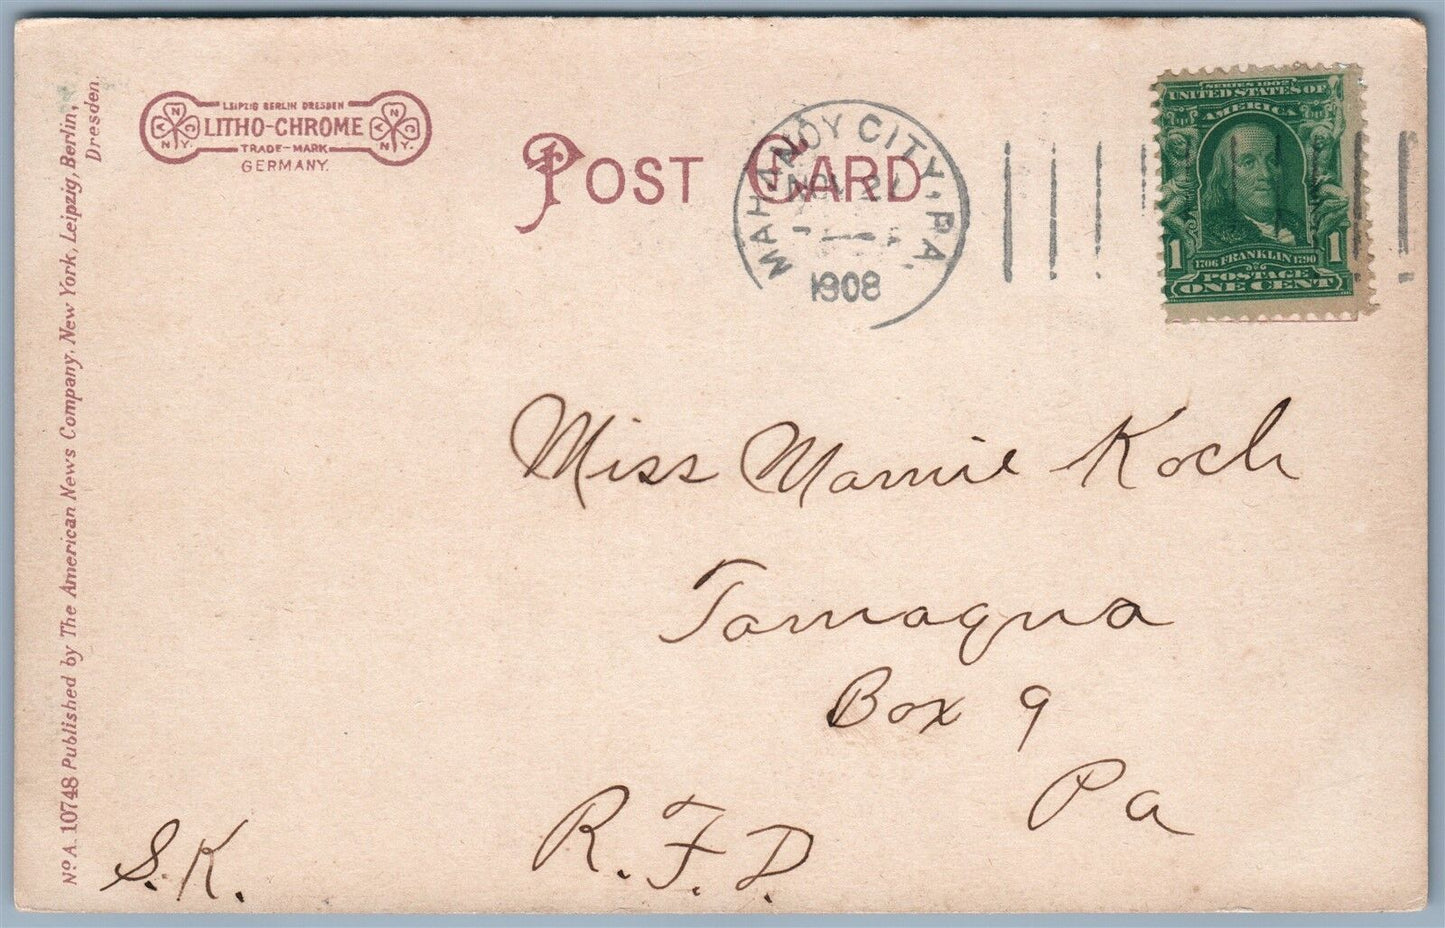 LEIPZIG BERLIN DRESDEN
LITHO-CHROME
TRADE-MARK
GERMANY.
POST CARD
MAHANOY CITY, PA.
1908
SERIES 1902
UNITED STATES OF
AMERICA
1 1
1706 FRANKLIN 1790
POSTAGE
ONE CENT
Miss Mamie Koch
Tamaqua
Box 9
Pa
R.F.D.
S.K.
No A. 10748 Published by The American News Company, New York, Leipzig, Berlin,
Dresden.